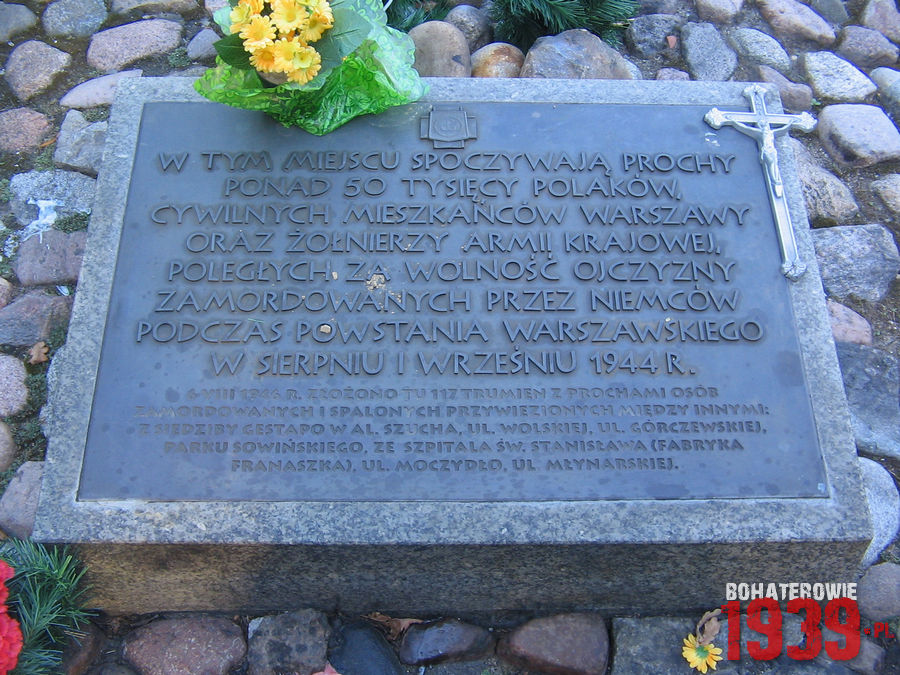 W TYM MIEJSCU SPOCZYWAJĄ PROCHY
PONAD 50 TYSIĘCY POLAKÓW,
CYWILNYCH MIESZKAŃCÓW WARSZAWY
ORAZ ŻOŁNIERZY ARMII KRAJOWEJ,
POLEGŁYCH ZA WOLNOŚĆ OJCZYZNY
ZAMORDOWANYCH PRZEZ NIEMCÓW
PODCZAS POWSTANIA WARSZAWSKIEGO
W SIERPNIU I WRZEŚNIU 1944 R.
6-VIII 1946 R. ZŁOŻONO TU 117 TRUMIEN Z PROCHAMI OSÓB
ZAMORDOWANYCH I SPALONYCH PRZYWIEZIONYCH MIĘDZY INNYMI:
Z SIEDZIBY GESTAPO W AL. SZUCHA, UL. WOLSKIEJ, UL. GÓRCZEWSKIEJ,
PARKU SOWIŃSKIEGO, ZE SZPITALA ŚW. STANISŁAWA (FABRYKA
FRANASZKA), UL. MOCZYDŁO, UL. MŁYNARSKIEJ.
BOHATEROWIE
1939.PL